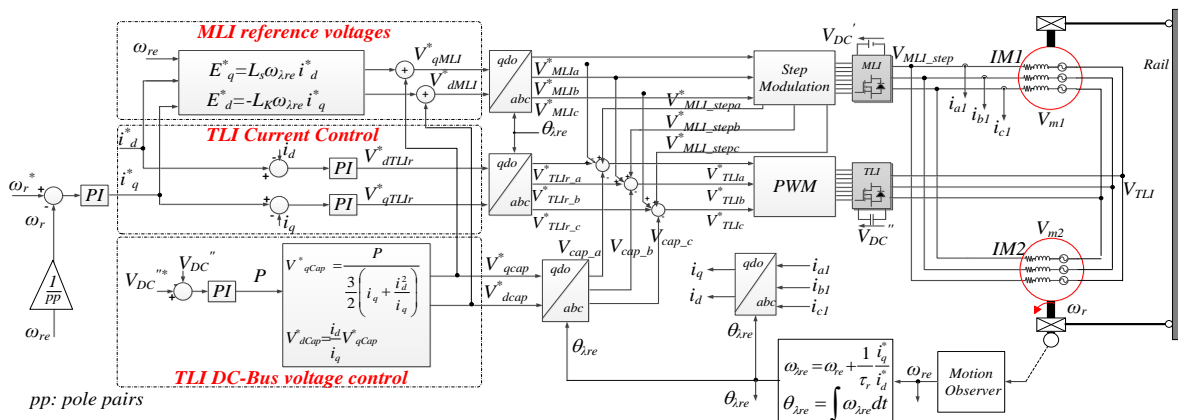 MLI reference voltages
ω_re
E*_q = L_s ω_λre i*_d
E*_d = -L_K ω_λre i*_q
V*_qMLI
V*_dMLI
qdo
abc
θ_λre
V*_MLIa
V*_MLIb
V*_MLIc
V*_MLI_stepa
V*_MLI_stepb
V*_MLI_stepc
Step
Modulation
V_DC'
MLI
V_MLI_step
i_a1
i_b1
i_c1
IM1
V_m1
Rail
TLI Current Control
i*_d
i*_q
ω_r*
ω_r
PI
i_d
PI
V*_dTLIr
PI
V*_qTLIr
i_q
qdo
abc
V*_TLIr_a
V*_TLIr_b
V*_TLIr_c
V_cap_a
V_cap_b
V_cap_c
V*_TLIa
V*_TLIb
V*_TLIc
PWM
TLI
V_DC''
V_TLI
V_m2
IM2
ω_r
1/pp
ω_re
V_DC''*
V_DC''
PI
P
V*_qCap = P / (3/2 (i_q + i_d^2/i_q))
V*_dCap = i_d/i_q V*_qCap
V*_qcap
V*_dcap
qdo
abc
θ_λre
TLI DC-Bus voltage control
i_q
i_d
qdo
abc
i_a1
i_b1
i_c1
θ_λre
θ_λre
ω_λre = ω_re + 1/τ_r i*_q/i*_d
θ_λre = ∫ω_λre dt
ω_re
Motion
Observer
pp: pole pairs